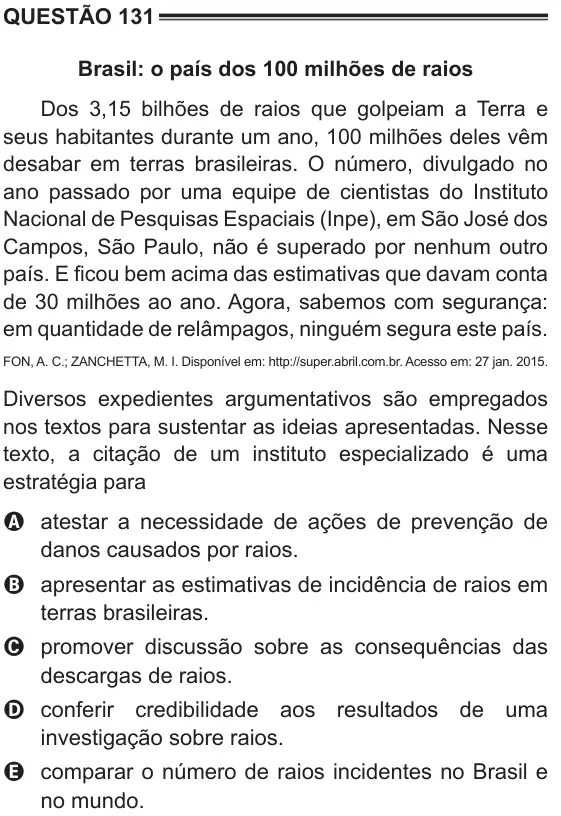 QUESTÃO 131
Brasil: o país dos 100 milhões de raios
Dos 3,15 bilhões de raios que golpeiam a Terra e
seus habitantes durante um ano, 100 milhões deles vêm
desabar em terras brasileiras. O número, divulgado no
ano passado por uma equipe de cientistas do Instituto
Nacional de Pesquisas Espaciais (Inpe), em São José dos
Campos, São Paulo, não é superado por nenhum outro
país. E ficou bem acima das estimativas que davam conta
de 30 milhões ao ano. Agora, sabemos com segurança:
em quantidade de relâmpagos, ninguém segura este país.
FON, A. C.; ZANCHETTA, M. I. Disponível em: http://super.abril.com.br. Acesso em: 27 jan. 2015.
Diversos expedientes argumentativos são empregados
nos textos para sustentar as ideias apresentadas. Nesse
texto, a citação de um instituto especializado é uma
estratégia para
A atestar a necessidade de ações de prevenção de
danos causados por raios.
B apresentar as estimativas de incidência de raios em
terras brasileiras.
C promover discussão sobre as consequências das
descargas de raios.
D conferir credibilidade aos resultados de uma
investigação sobre raios.
E comparar o número de raios incidentes no Brasil e
no mundo.